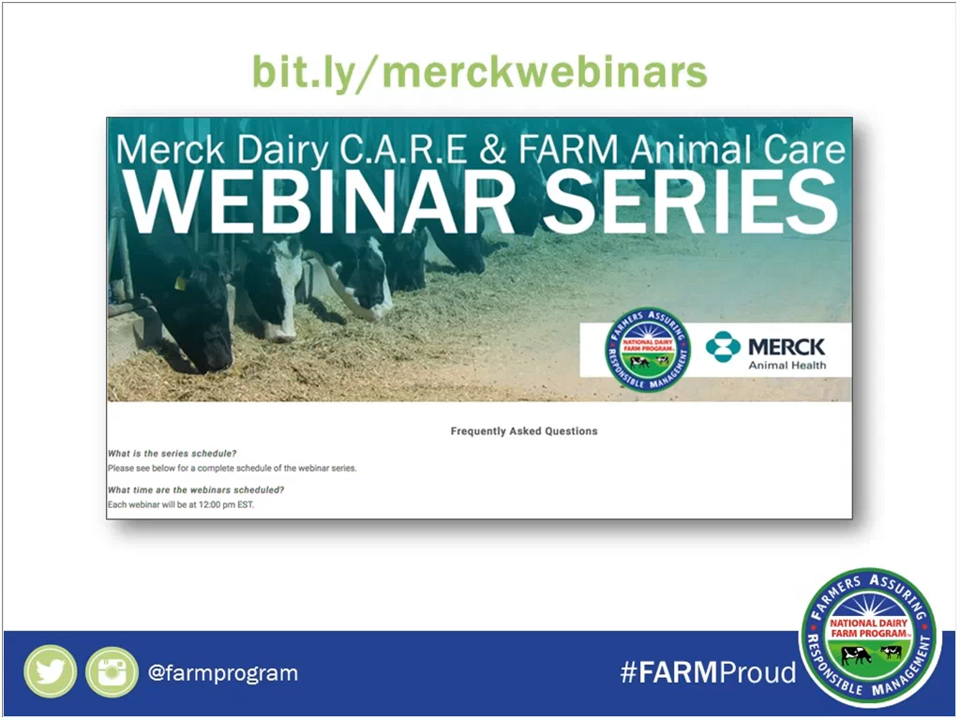 bit.ly/merckwebinars
Merck Dairy C.A.R.E & FARM Animal Care
WEBINAR SERIES
FARMERS ASSURING
NATIONAL DAIRY
FARM PROGRAM
RESPONSIBLE MANAGEMENT
MERCK
Animal Health
Frequently Asked Questions
What is the series schedule?
Please see below for a complete schedule of the webinar series.
What time are the webinars scheduled?
Each webinar will be at 12:00 pm EST.
@farmprogram
#FARMProud
FARMERS ASSURING
NATIONAL DAIRY
FARM PROGRAM™
RESPONSIBLE MANAGEMENT